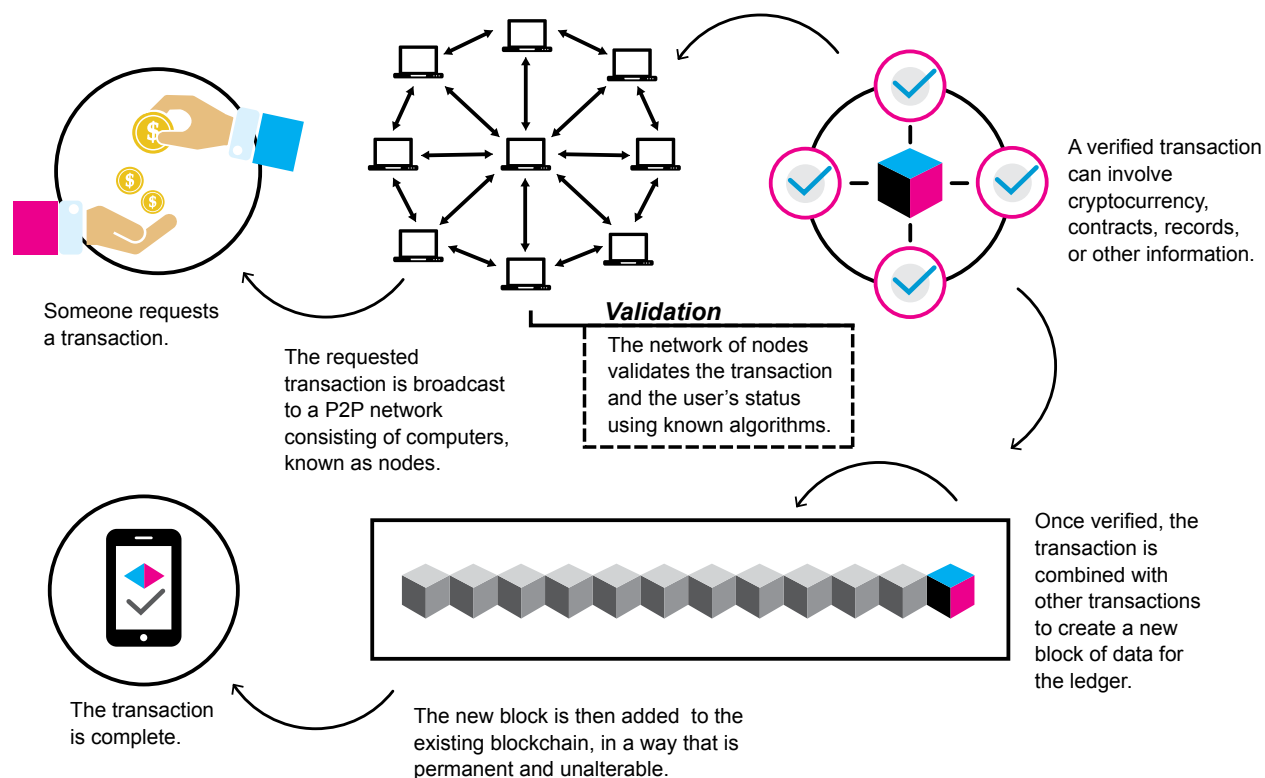 Someone requests
a transaction.
The requested
transaction is broadcast
to a P2P network
consisting of computers,
known as nodes.
Validation
The network of nodes
validates the transaction
and the user’s status
using known algorithms.
A verified transaction
can involve
cryptocurrency,
contracts, records,
or other information.
Once verified, the
transaction is
combined with
other transactions
to create a new
block of data for
the ledger.
The new block is then added  to the
existing blockchain, in a way that is
permanent and unalterable.
The transaction
is complete.
$
$
$